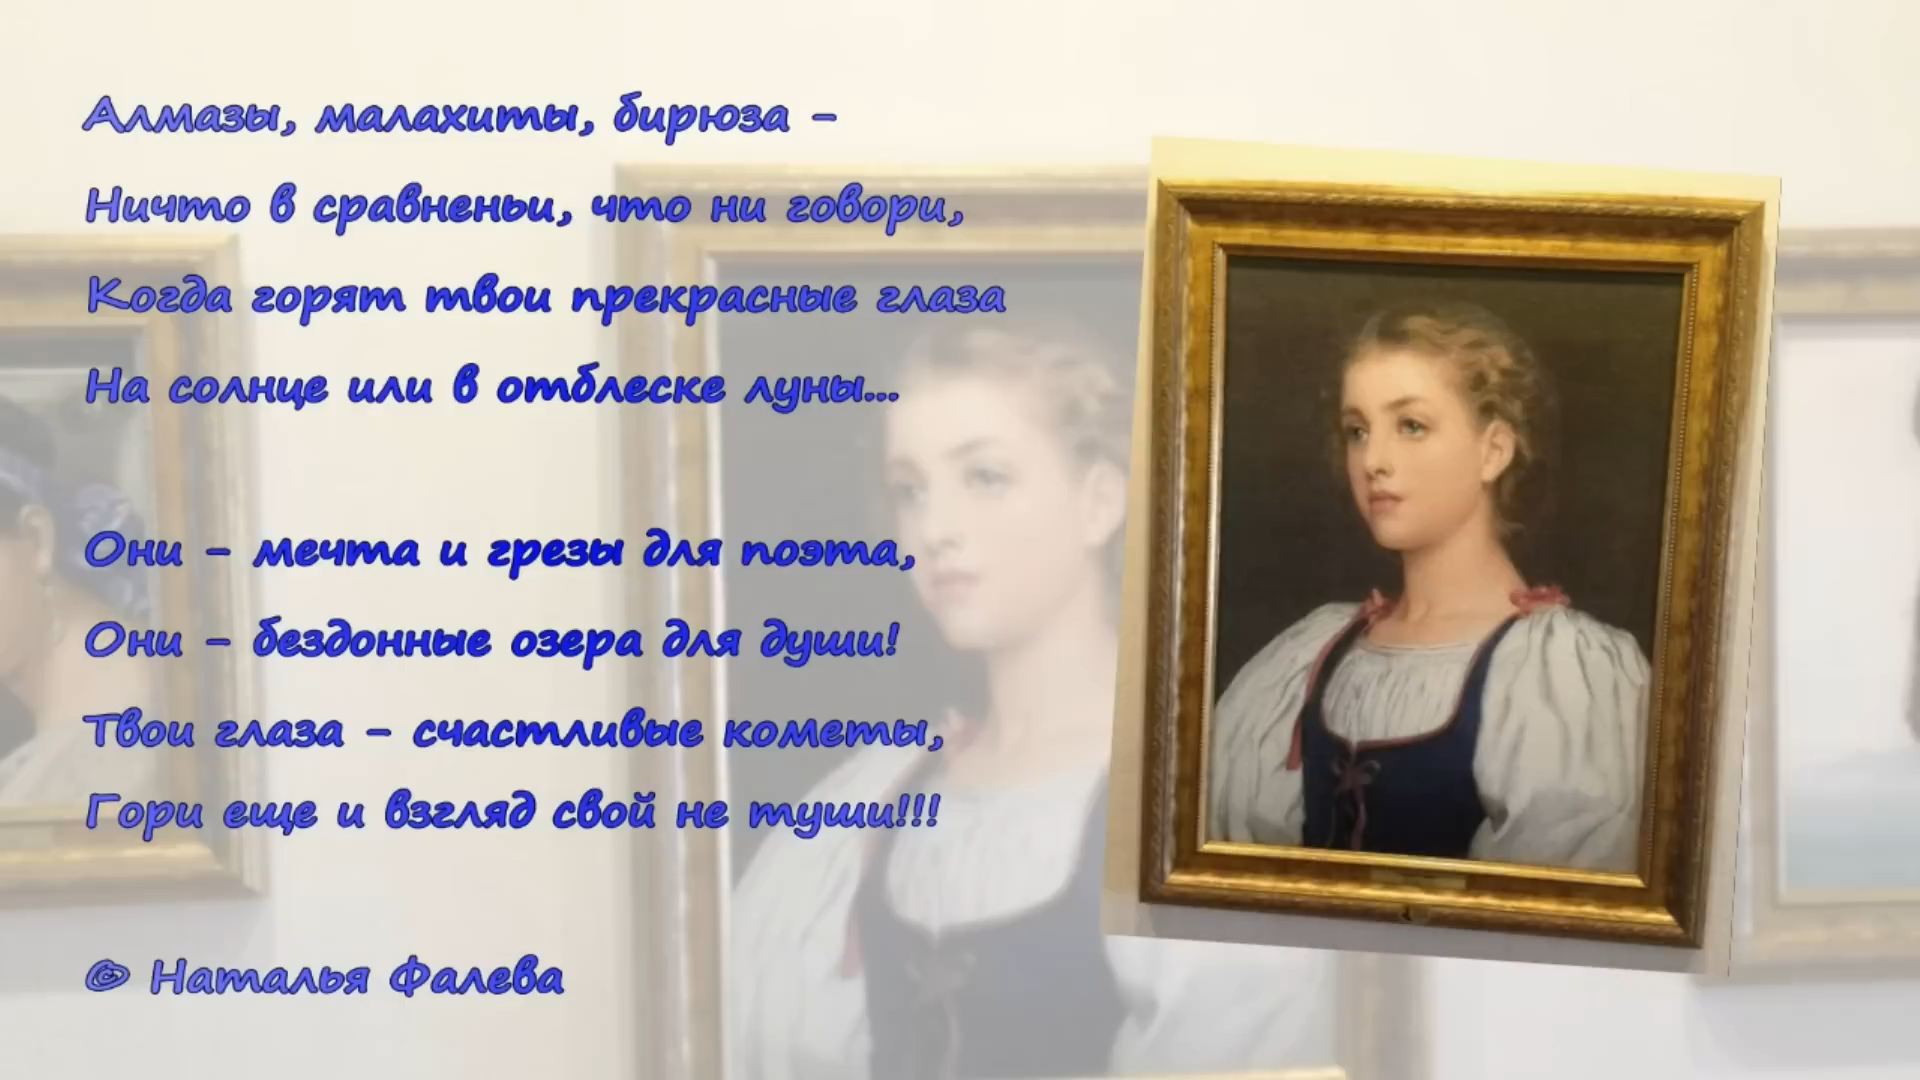 Алмазы, малахиты, бирюза -
Ничто в сравненьи, что ни говори,
Когда горят твои прекрасные глаза
На солнце или в отблеске луны...
Они - мечта и грезы для поэта,
Они - бездонные озера для души!
Твои глаза - счастливые кометы,
Гори еще и взгляд свой не туши!!!
© Наталья Фалева